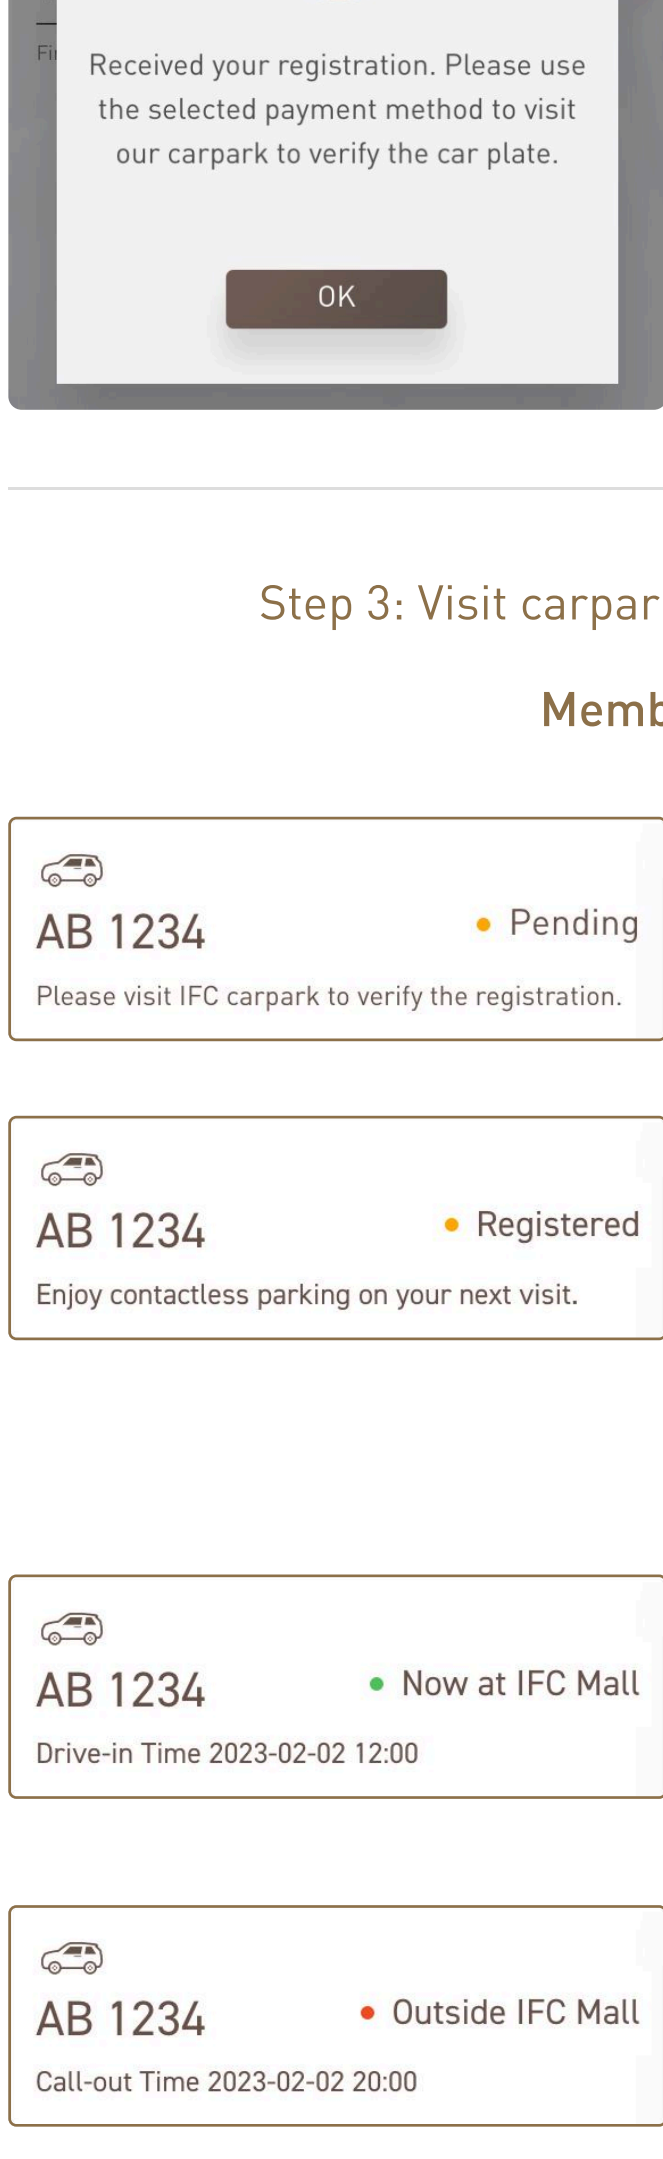 Received your registration. Please use
the selected payment method to visit
our carpark to verify the car plate.
OK
Step 3: Visit
AB 1234
Pending
Please visit IFC carpark to verify the registration.
AB 1234
Registered
Enjoy contactless parking on your next visit.
AB 1234
Now at IFC Mall
Drive-in Time 2023-02-02 12:00
AB 1234
Outside IFC Mall
Call-out Time 2023-02-02 20:00